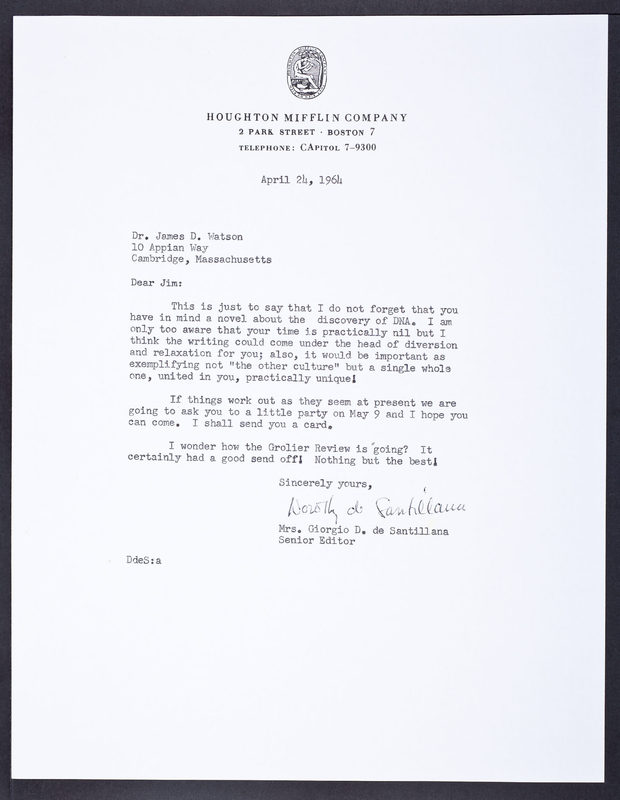 HOUGHTON MIFFLIN COMPANY
2 PARK STREET · BOSTON 7
TELEPHONE: CAPITOL 7-9300
April 24, 1964
Dr. James D. Watson
10 Appian Way
Cambridge, Massachusetts
Dear Jim:
This is just to say that I do not forget that you
have in mind a novel about the discovery of DNA. I am
only too aware that your time is practically nil but I
think the writing could come under the head of diversion
and relaxation for you; also, it would be important as
exemplifying not "the other culture" but a single whole
one, united in you, practically unique!
If things work out as they seem at present we are
going to ask you to a little party on May 9 and I hope you
can come. I shall send you a card.
I wonder how the Grolier Review is going? It
certainly had a good send off! Nothing but the best!
Sincerely yours,
Dorothy de Santillana
Mrs. Giorgio D. de Santillana
Senior Editor
DdeS:a